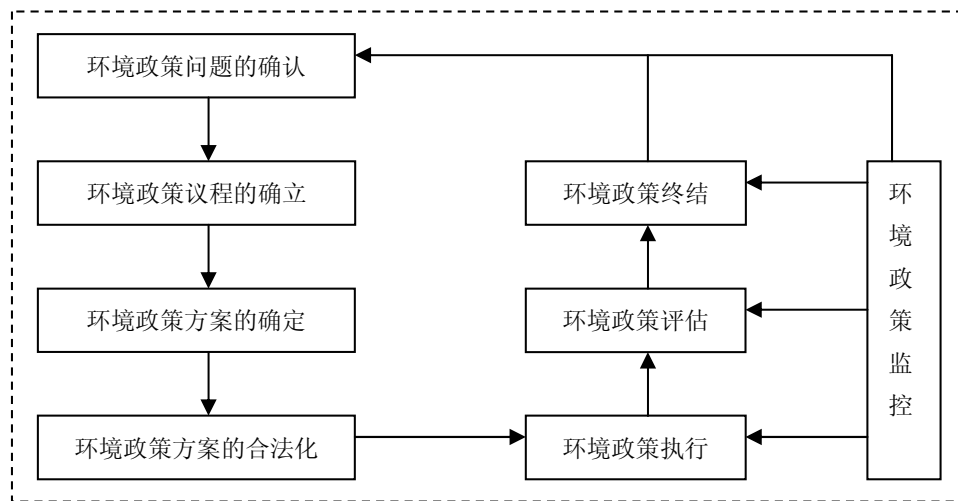 环境政策问题的确认
环境政策议程的确立
环境政策方案的确定
环境政策方案的合法化
环境政策终结
环境政策评估
环境政策执行
环
境
政
策
监
控